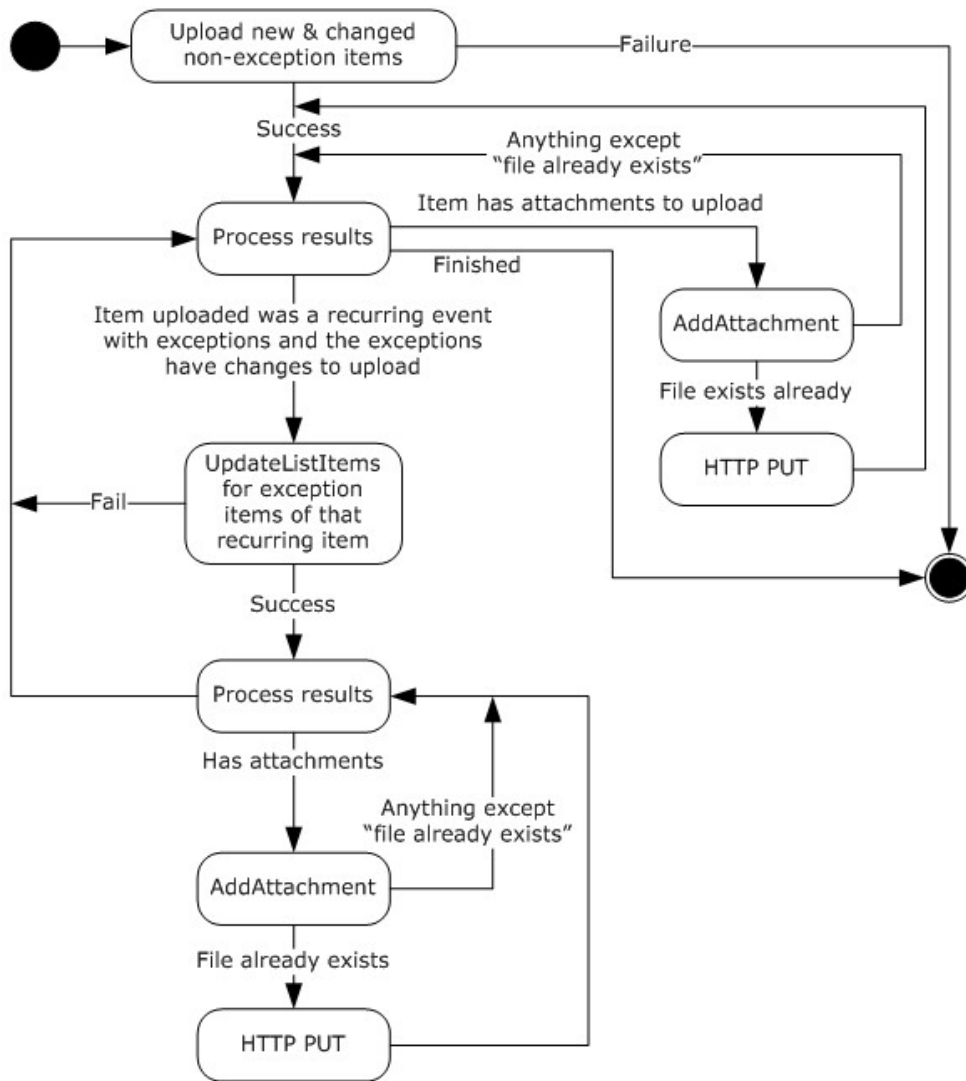 Upload new & changed
non-exception items
Failure
Success
Anything except
“file already exists”
Item has attachments to upload
Process results
Finished
Item uploaded was a recurring event
with exceptions and the exceptions
have changes to upload
AddAttachment
File exists already
HTTP PUT
UpdateListItems
for exception
items of that
recurring item
Fail
Success
Process results
Has attachments
Anything except
“file already exists”
AddAttachment
File already exists
HTTP PUT